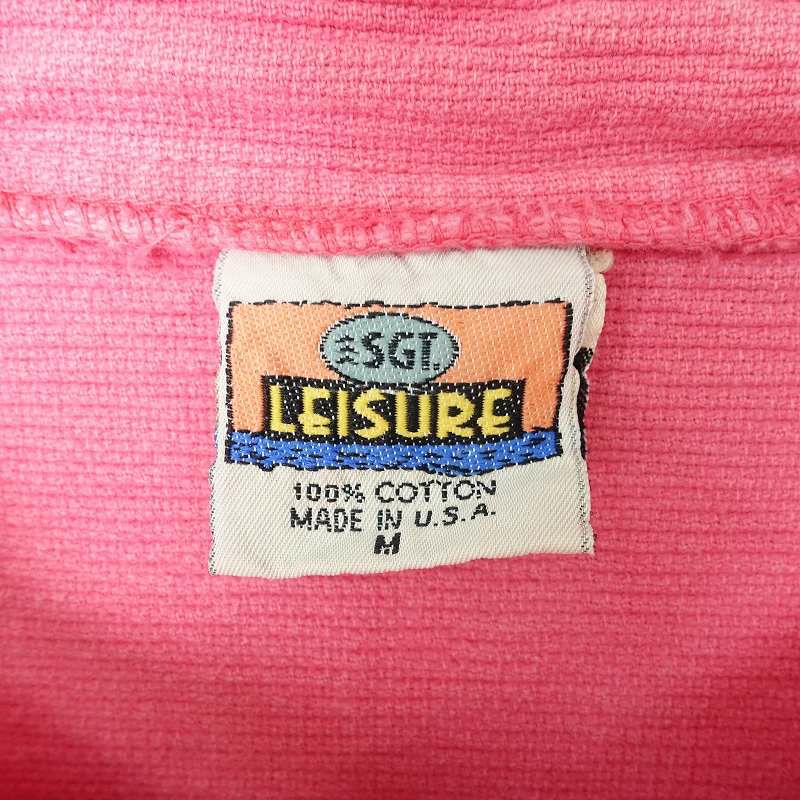 SGT.
LEISURE
100% COTTON
MADE IN U.S.A.
M